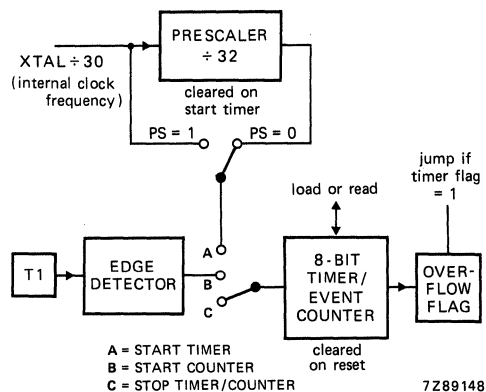 PRESCALER
÷ 32
XTAL ÷ 30
(internal clock
frequency)
cleared on
start timer
PS = 1
PS = 0
jump if
timer flag
= 1
load or read
T1
EDGE
DETECTOR
A
B
C
8-BIT
TIMER/
EVENT
COUNTER
OVER-
FLOW
FLAG
cleared
on reset
A = START TIMER
B = START COUNTER
C = STOP TIMER/COUNTER
7Z89148